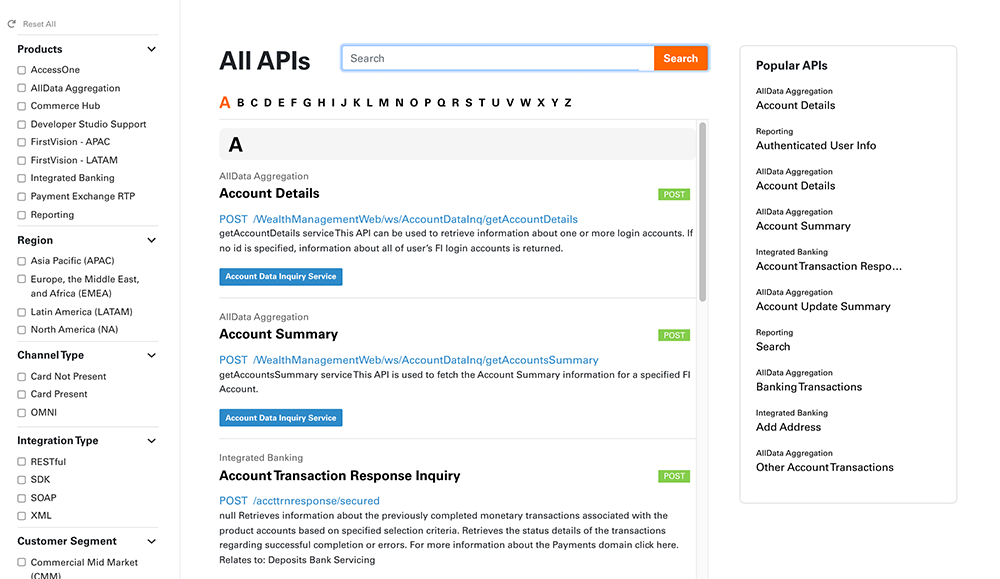 Reset All
Products
AccessOne
AllData Aggregation
Commerce Hub
Developer Studio Support
FirstVision - APAC
FirstVision - LATAM
Integrated Banking
Payment Exchange RTP
Reporting
Region
Asia Pacific (APAC)
Europe, the Middle East,
and Africa (EMEA)
Latin America (LATAM)
North America (NA)
Channel Type
Card Not Present
Card Present
OMNI
Integration Type
RESTful
SDK
SOAP
XML
Customer Segment
Commercial Mid Market
(CMM)
All APIs
Search
Search
A B C D E F G H I J K L M N O P Q R S T U V W X Y Z
A
AllData Aggregation
Account Details
POST
POST /WealthManagementWeb/ws/AccountDataInq/getAccountDetails
getAccountDetails service This API can be used to retrieve information about one or more login accounts. If
no id is specified, information about all of user's FI login accounts is returned.
Account Data Inquiry Service
AllData Aggregation
Account Summary
POST
POST /WealthManagementWeb/ws/AccountDataInq/getAccountsSummary
getAccountsSummary service This API is used to fetch the Account Summary information for a specified FI
Account.
Account Data Inquiry Service
Integrated Banking
Account Transaction Response Inquiry
POST
POST /accttrnresponse/secured
null Retrieves information about the previously completed monetary transactions associated with the
product accounts based on specified selection criteria. Retrieves the status details of the transactions
regarding successful completion or errors. For more information about the Payments domain click here.
Relates to: Deposits Bank Servicing
Popular APIs
AllData Aggregation
Account Details
Reporting
Authenticated User Info
AllData Aggregation
Account Details
AllData Aggregation
Account Summary
Integrated Banking
Account Transaction Respo...
AllData Aggregation
Account Update Summary
Reporting
Search
AllData Aggregation
Banking Transactions
Integrated Banking
Add Address
AllData Aggregation
Other Account Transactions